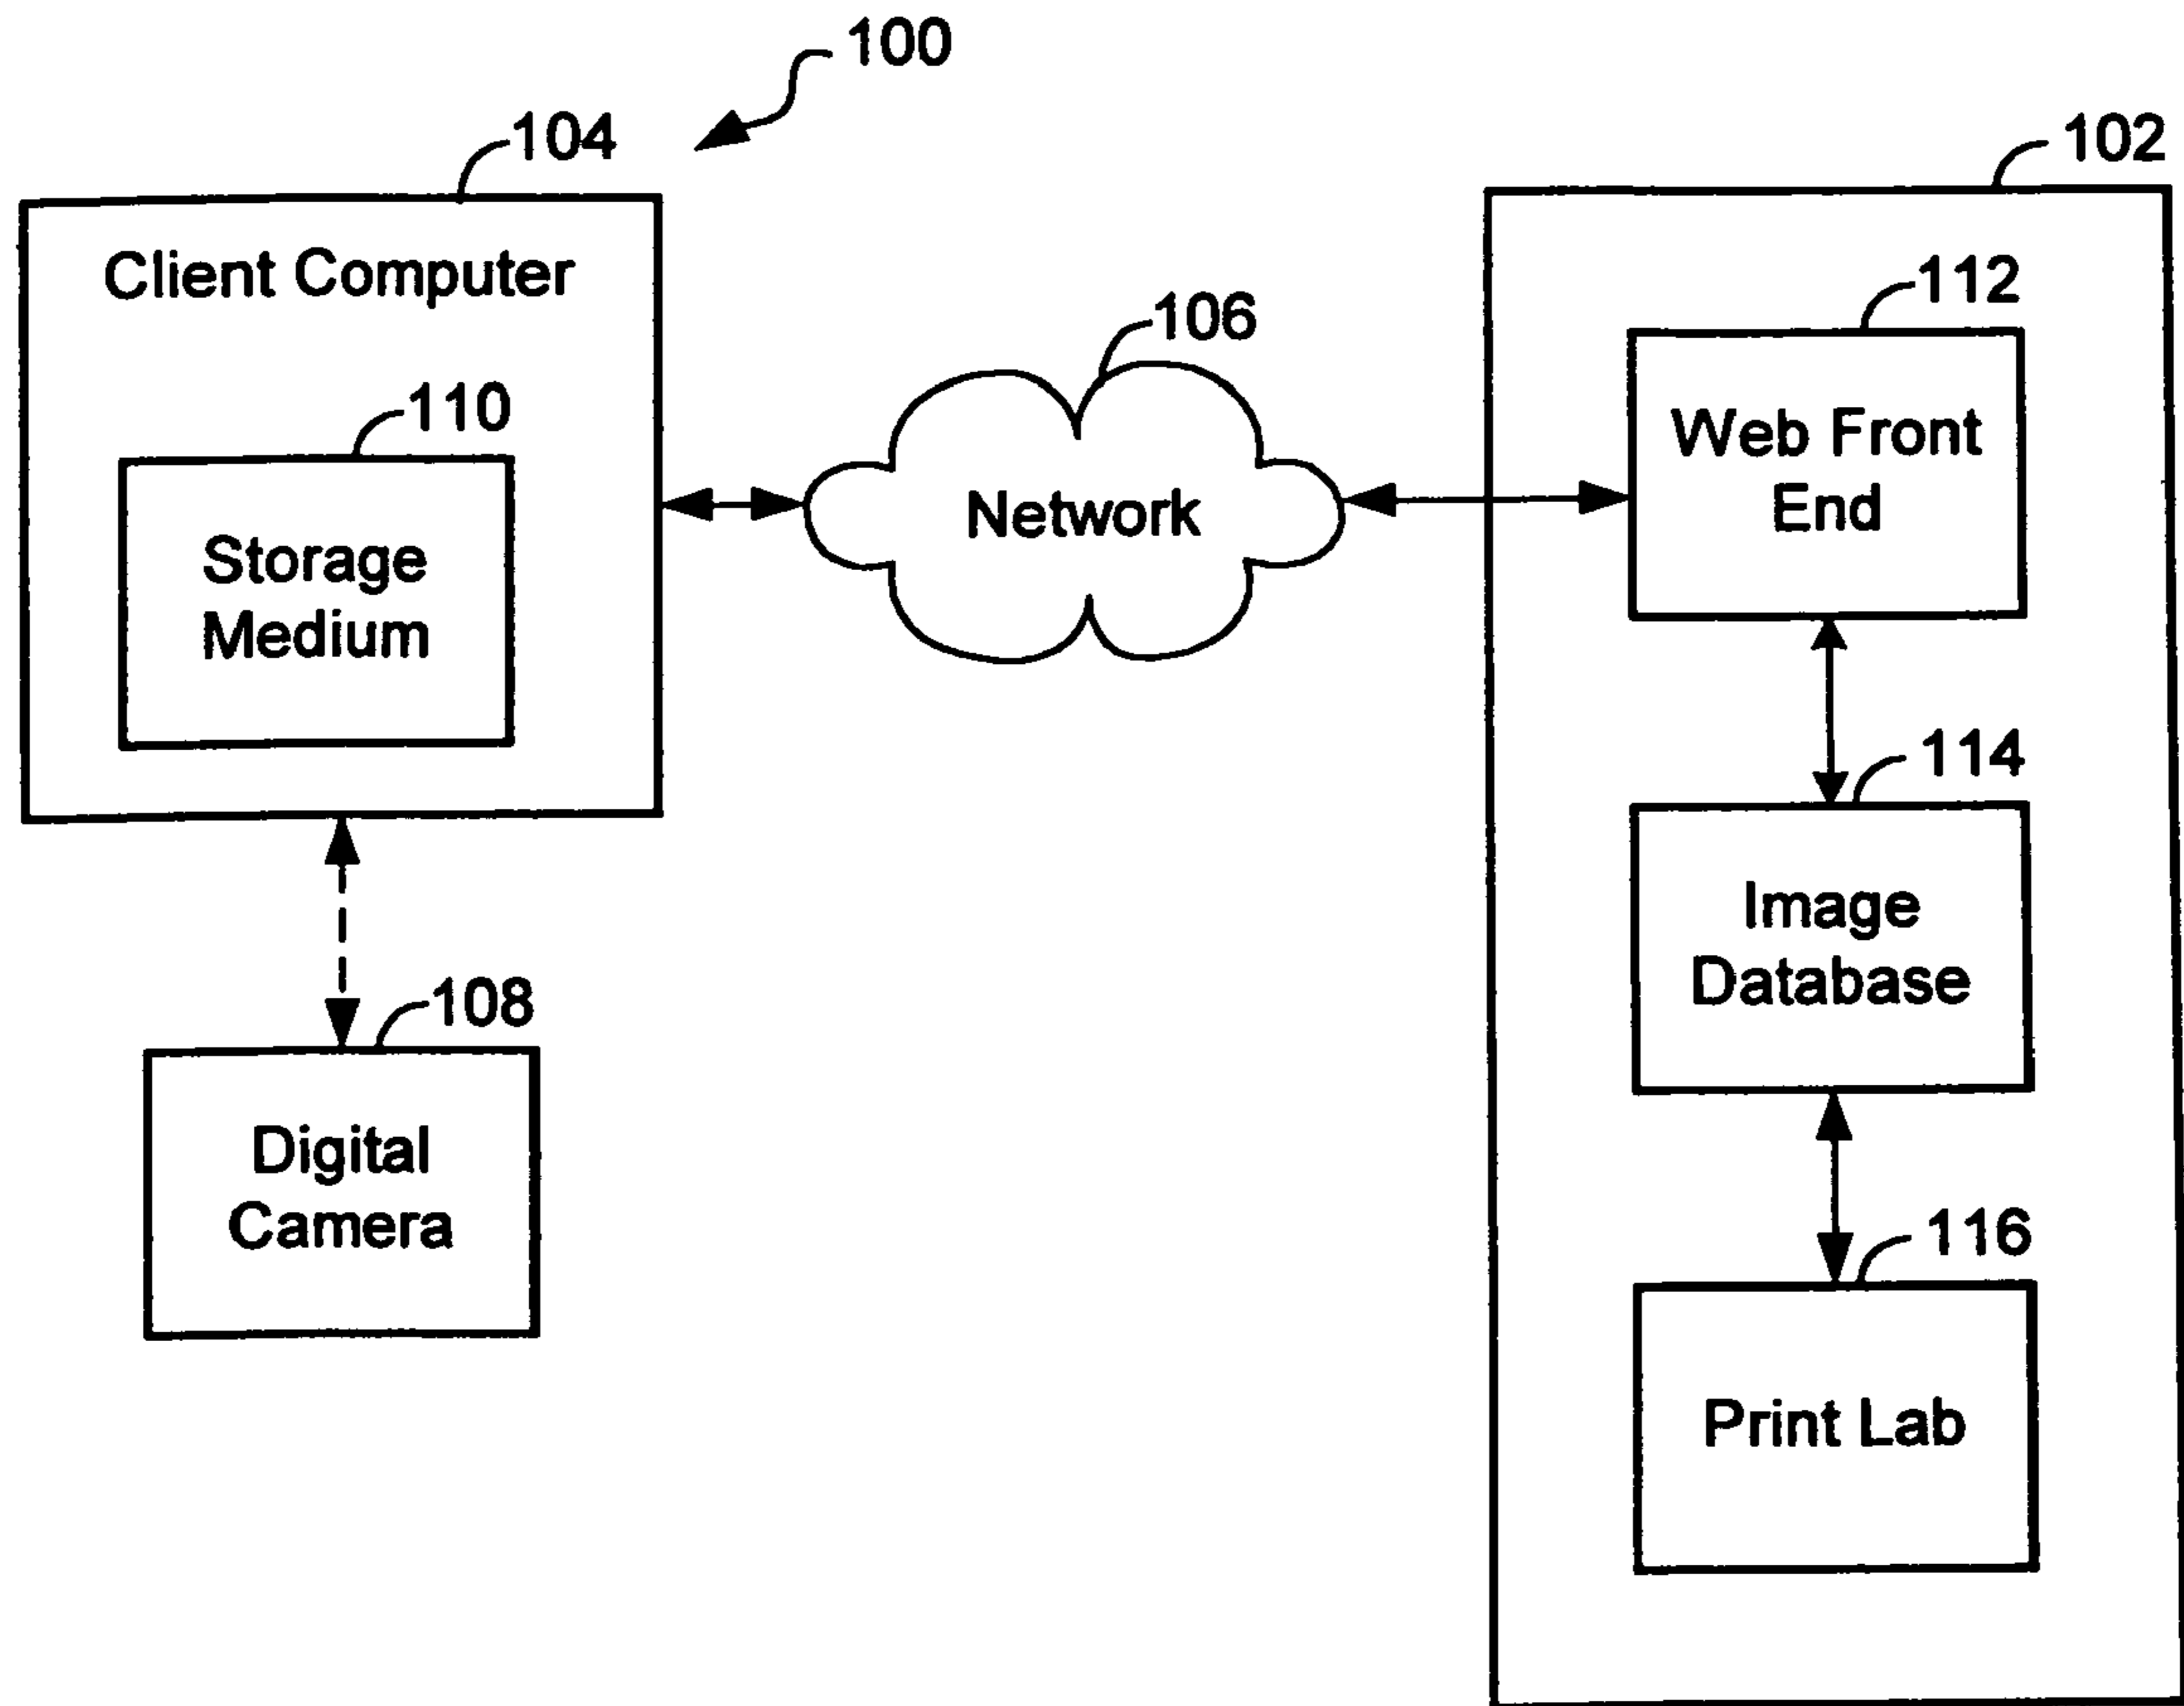 100
104
102
Client Computer
112
106
110
Web Front
End
Network
Storage
Medium
114
Image
Database
108
Digital
Camera
116
Print Lab